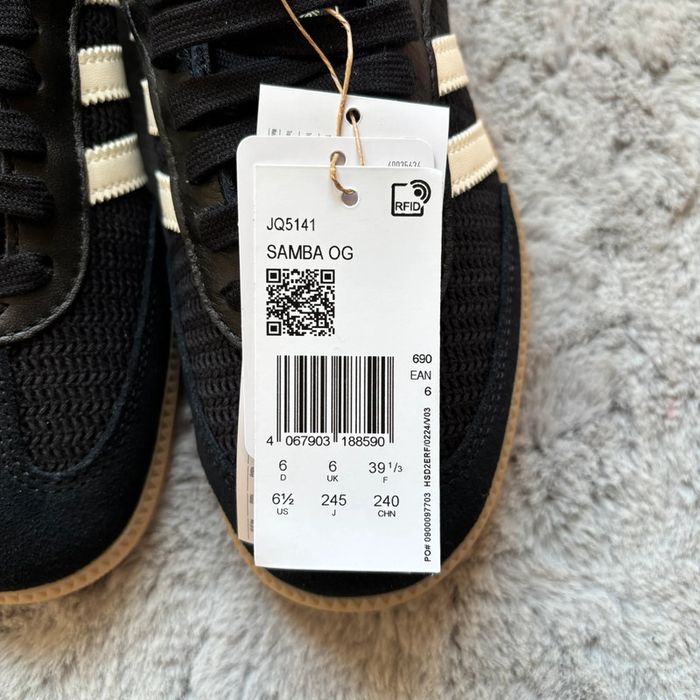 RFID
JQ5141
SAMBA OG
690
EAN
6
4 067903 188590
6 6 39 1/3
D UK F
6½ 245 240
US J CHN
PO# 0900097703 HSD2ERF/0224/V03